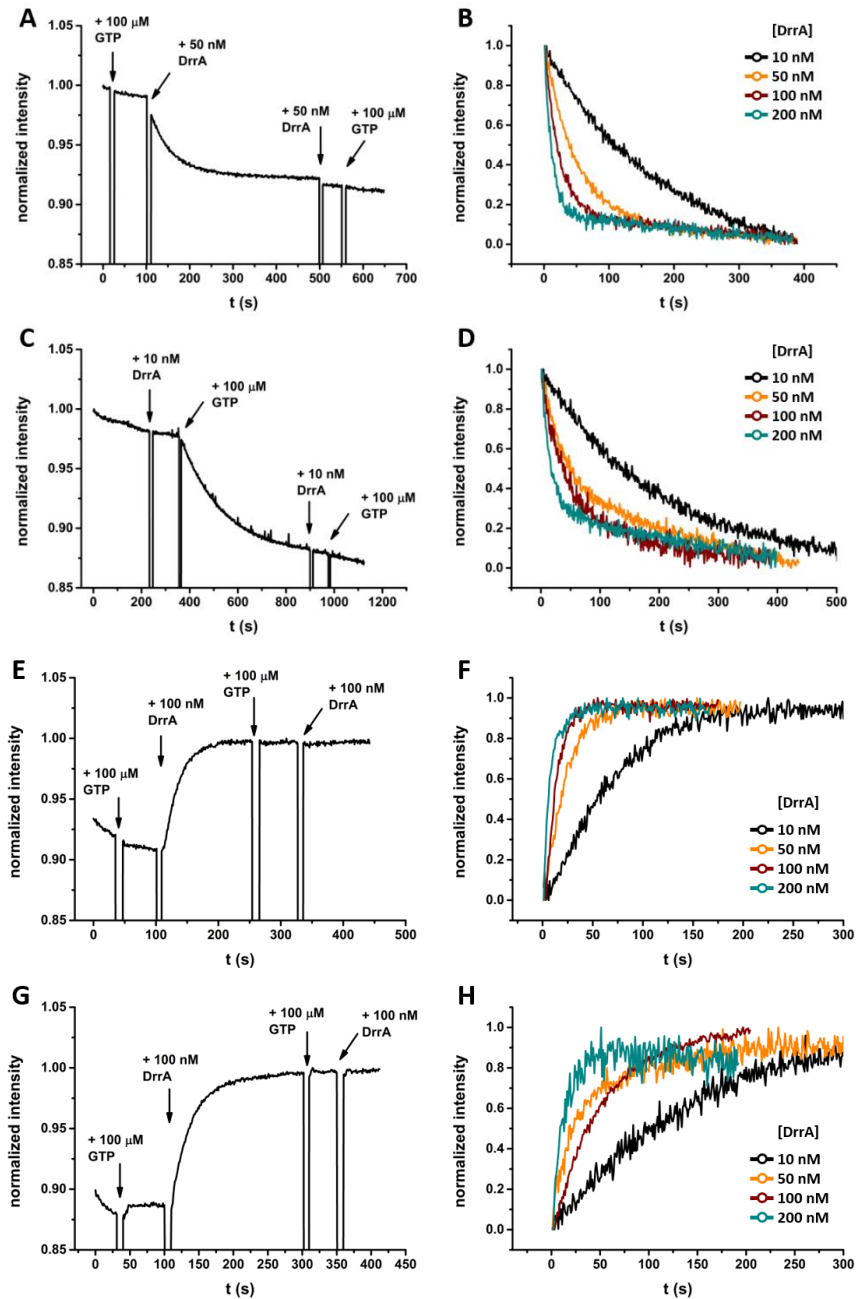 A
1.05
1.00
0.95
0.90
0.85
normalized intensity
+ 100 μM
GTP
+ 50 nM
DrrA
+ 50 nM
DrrA
+ 100 μM
GTP
0 100 200 300 400 500 600 700
t (s)
B
1.0
0.8
0.6
0.4
0.2
0.0
normalized intensity
[DrrA]
10 nM
50 nM
100 nM
200 nM
0 100 200 300 400
t (s)
C
1.05
1.00
0.95
0.90
0.85
normalized intensity
+ 10 nM
DrrA
+ 100 μM
GTP
+ 10 nM
DrrA
+ 100 μM
GTP
0 200 400 600 800 1000 1200
t (s)
D
1.0
0.8
0.6
0.4
0.2
0.0
normalized intensity
[DrrA]
10 nM
50 nM
100 nM
200 nM
0 100 200 300 400 500
t (s)
E
1.05
1.00
0.95
0.90
0.85
normalized intensity
+ 100 μM
GTP
+ 100 nM
DrrA
+ 100 μM
GTP
+ 100 nM
DrrA
0 100 200 300 400 500
t (s)
F
1.0
0.8
0.6
0.4
0.2
0.0
normalized intensity
[DrrA]
10 nM
50 nM
100 nM
200 nM
0 50 100 150 200 250 300
t (s)
G
1.05
1.00
0.95
0.90
0.85
normalized intensity
+ 100 μM
GTP
+ 100 nM
DrrA
+ 100 μM
GTP
+ 100 nM
DrrA
0 50 100 150 200 250 300 350 400 450
t (s)
H
1.0
0.8
0.6
0.4
0.2
0.0
normalized intensity
[DrrA]
10 nM
50 nM
100 nM
200 nM
0 50 100 150 200 250 300
t (s)